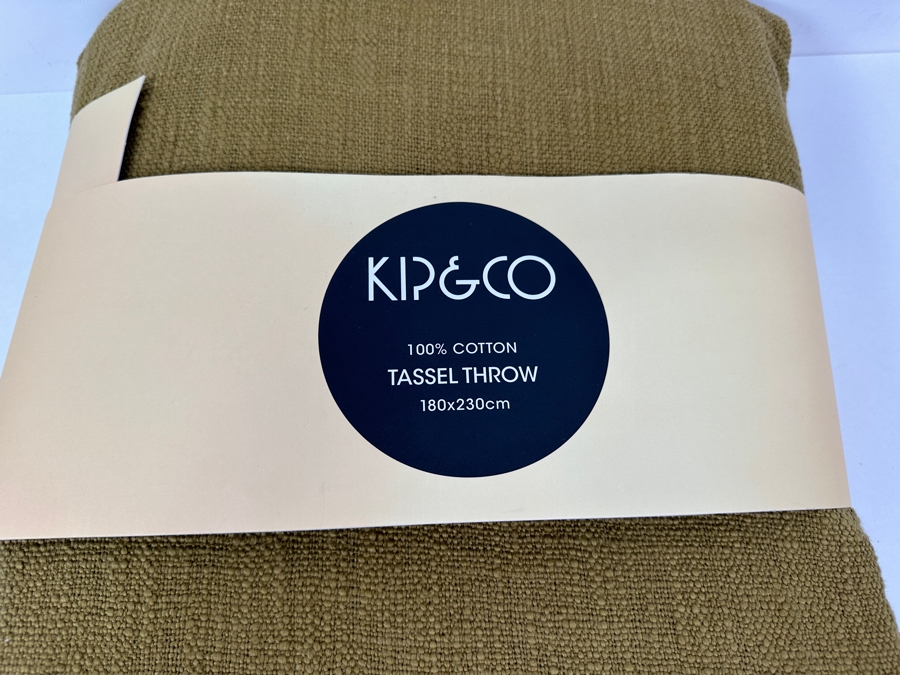 KIP&CO
100% COTTON
TASSEL THROW
180x230cm